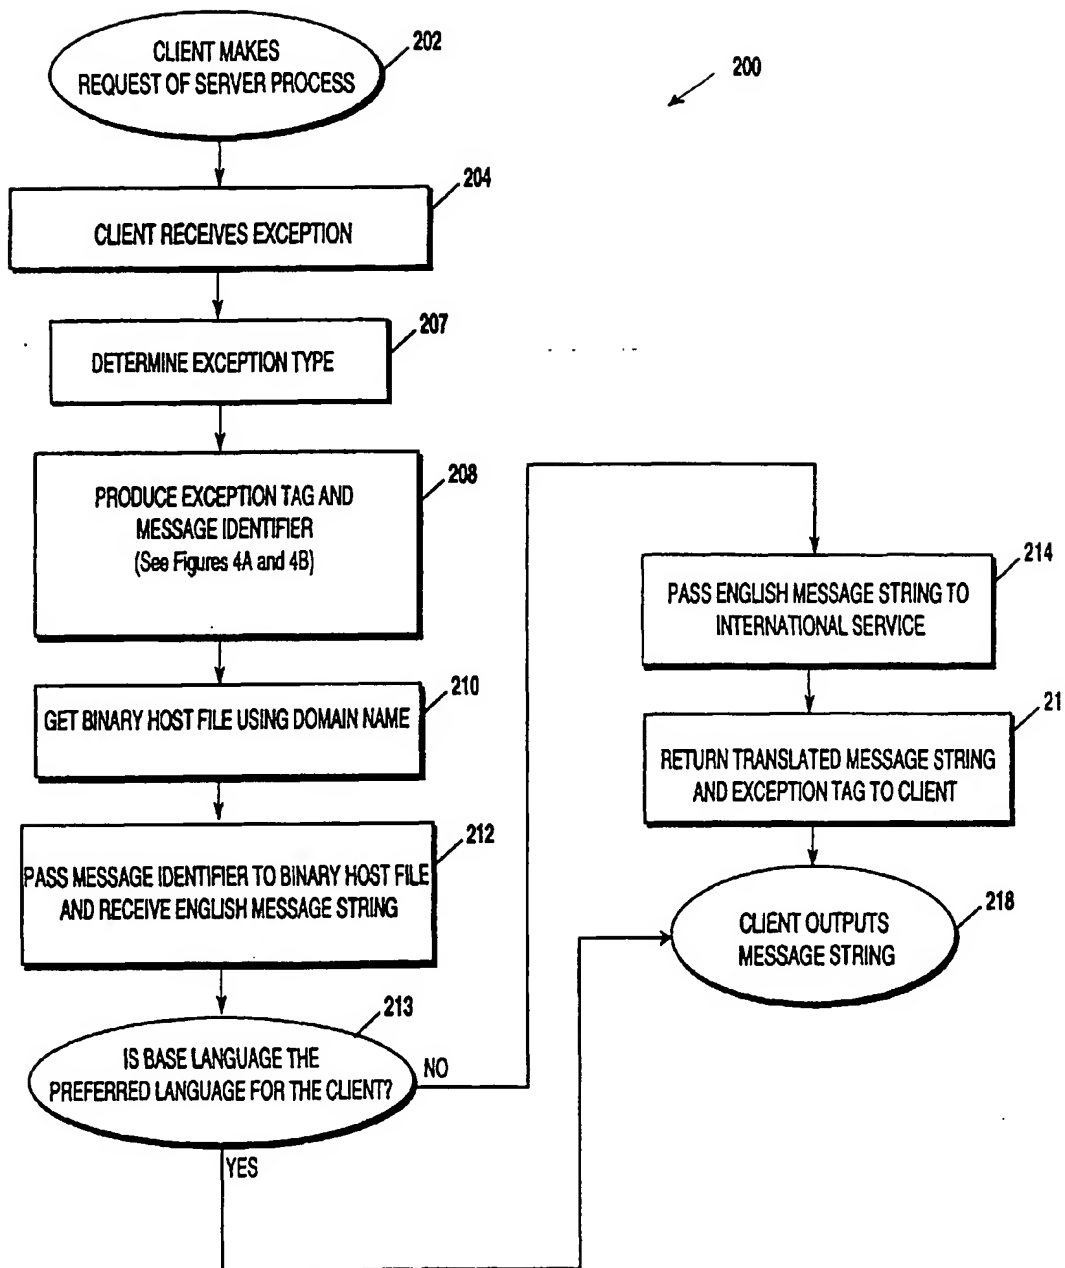 CLIENT MAKES
REQUEST OF SERVER PROCESS
202
200
CLIENT RECEIVES EXCEPTION
204
DETERMINE EXCEPTION TYPE
207
PRODUCE EXCEPTION TAG AND
MESSAGE IDENTIFIER
(See Figures 4A and 4B)
208
GET BINARY HOST FILE USING DOMAIN NAME
210
PASS MESSAGE IDENTIFIER TO BINARY HOST FILE
AND RECEIVE ENGLISH MESSAGE STRING
212
IS BASE LANGUAGE THE
PREFERRED LANGUAGE FOR THE CLIENT?
213
NO
YES
PASS ENGLISH MESSAGE STRING TO
INTERNATIONAL SERVICE
214
RETURN TRANSLATED MESSAGE STRING
AND EXCEPTION TAG TO CLIENT
21
CLIENT OUTPUTS
MESSAGE STRING
218